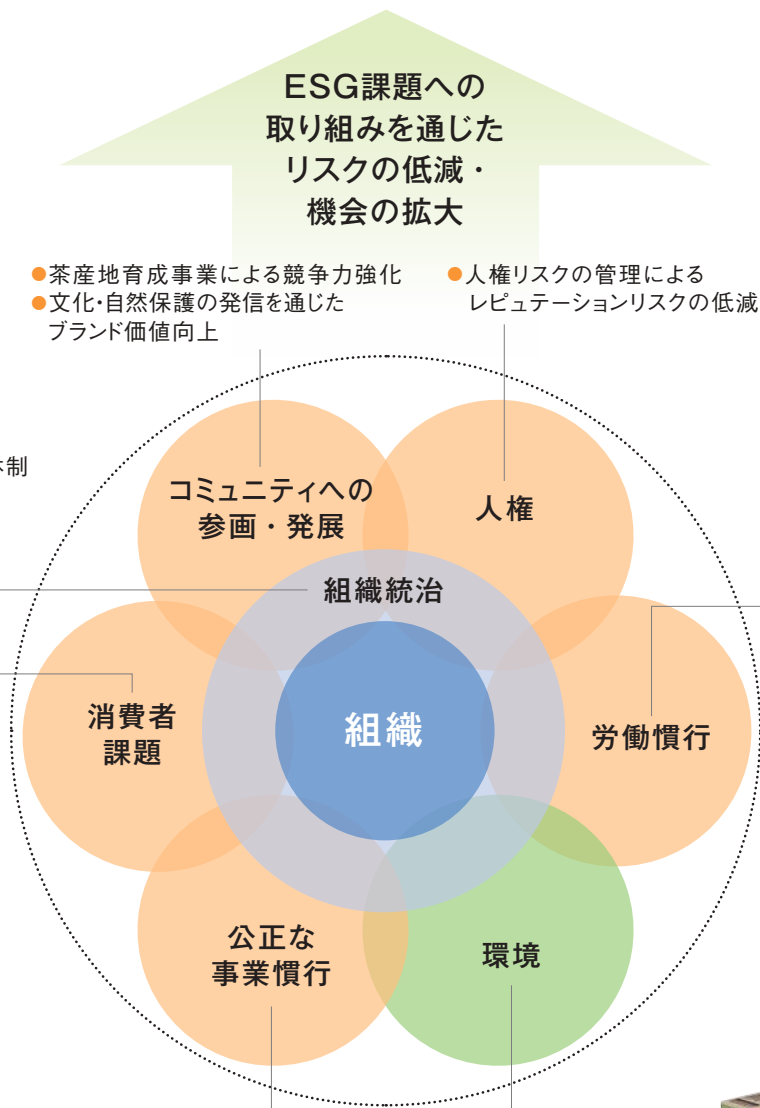 ESG課題への
取り組みを通じた
リスクの低減・
機会の拡大
●茶産地育成事業による競争力強化
●文化・自然保護の発信を通じた
ブランド価値向上
●人権リスクの管理による
レピュテーションリスクの低減
体制
コミュニティへの
参画・発展
人権
組織統治
消費者
課題
組織
労働慣行
公正な
事業慣行
環境